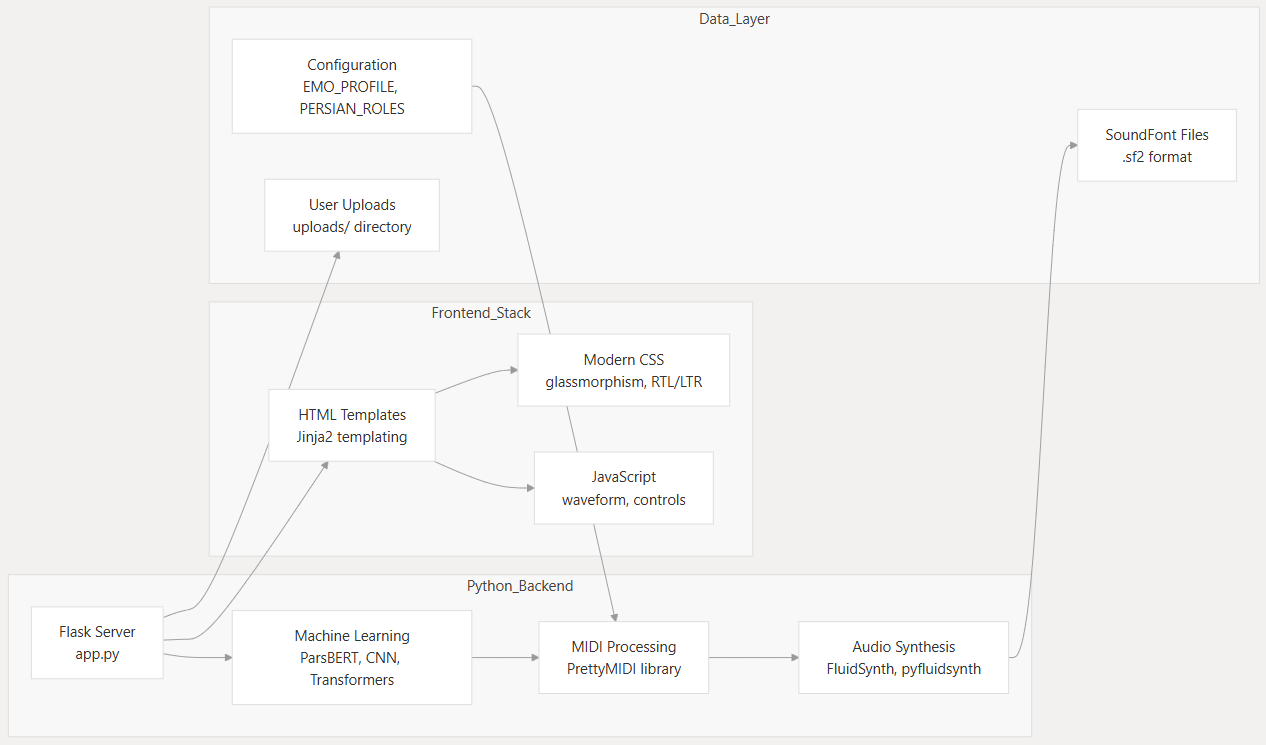 Data_Layer
Configuration
EMO_PROFILE,
PERSIAN_ROLES
SoundFont Files
.sf2 format
User Uploads
uploads/ directory
Frontend_Stack
Modern CSS
glassmorphism, RTL/LTR
HTML Templates
Jinja2 templating
JavaScript
waveform, controls
Python_Backend
Flask Server
app.py
Machine Learning
ParsBERT, CNN,
Transformers
MIDI Processing
PrettyMIDI library
Audio Synthesis
FluidSynth, pyfluidsynth